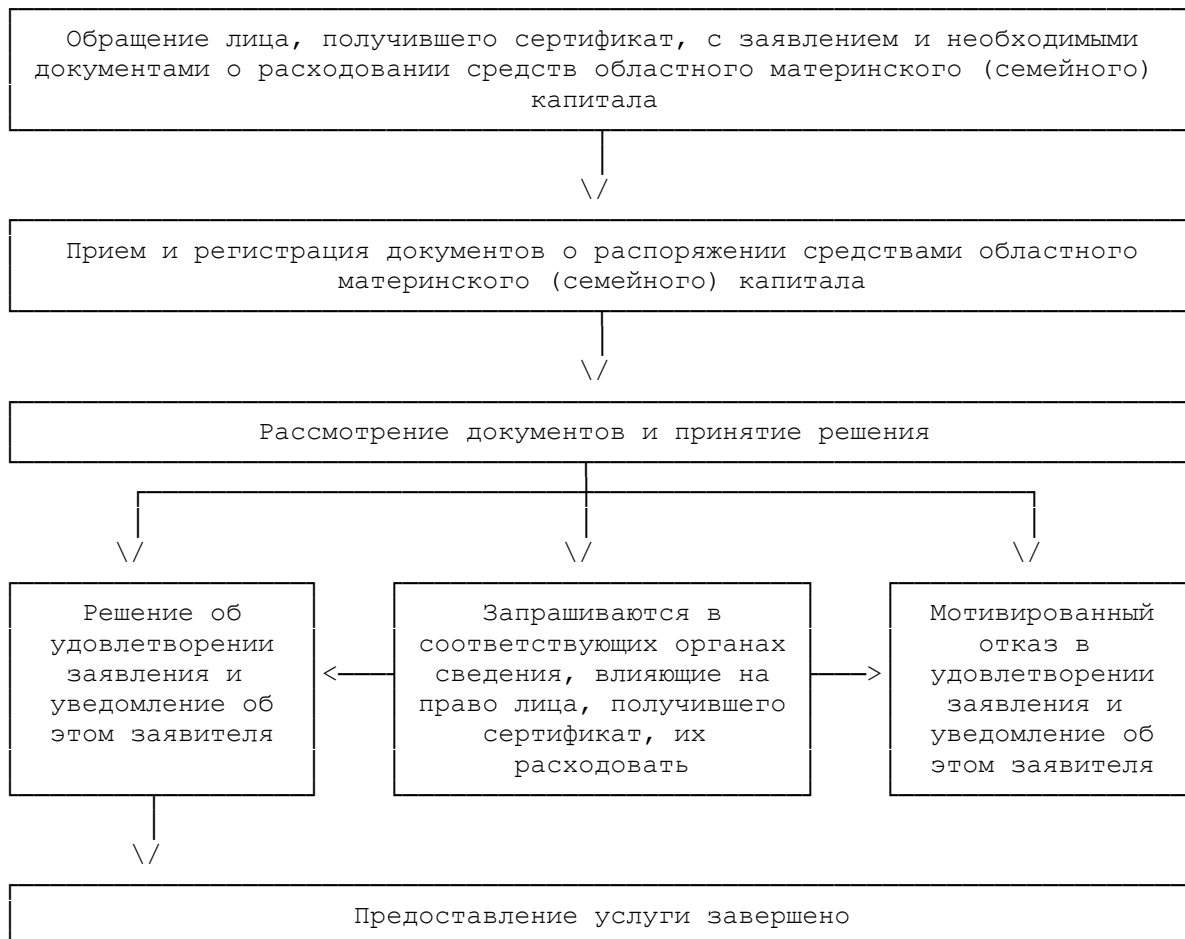 Обращение лица, получившего сертификат, с заявлением и необходимыми
документами о расходовании средств областного материнского (семейного)
капитала
Прием и регистрация документов о распоряжении средствами областного
материнского (семейного) капитала
Рассмотрение документов и принятие решения
Решение об
удовлетворении
заявления и
уведомление об
этом заявителя
Запрашиваются в
соответствующих органах
сведения, влияющие на
право лица, получившего
сертификат, их
расходовать
Мотивированный
отказ в
удовлетворении
заявления и
уведомление об
этом заявителя
Предоставление услуги завершено